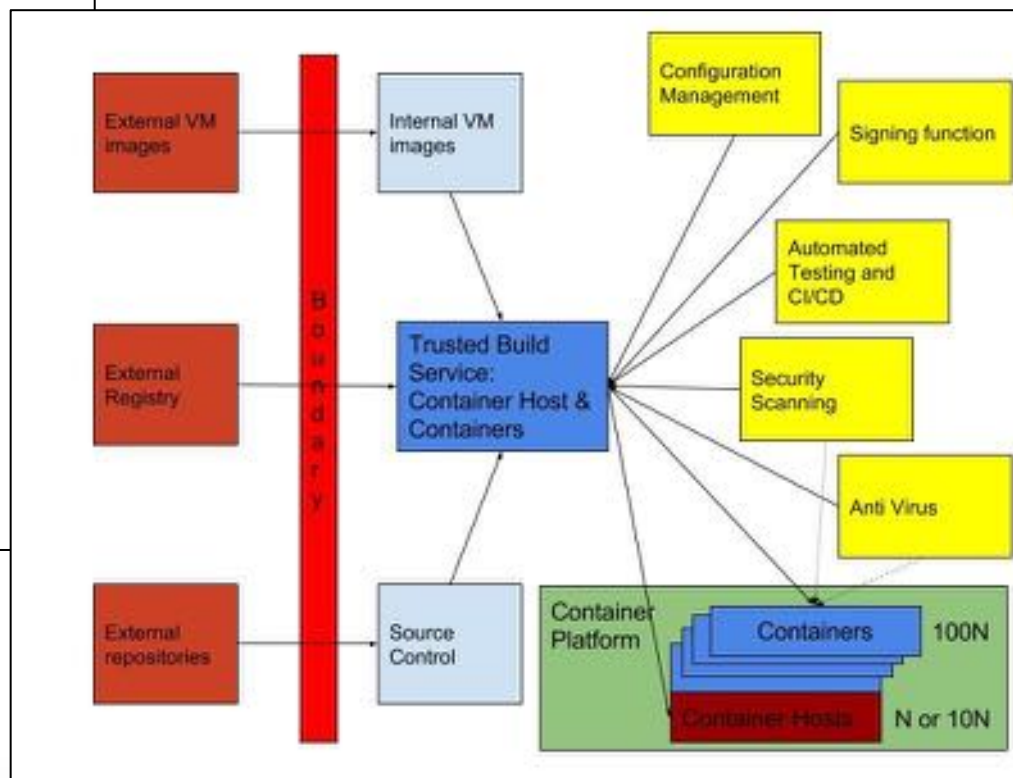 External VM
images
Internal VM
images
Configuration
Management
Signing function
Boundary
Automated
Testing and
CI/CD
External
Registry
Trusted Build
Service:
Container Host &
Containers
Security
Scanning
Anti Virus
External
repositories
Source
Control
Container
Platform
Containers
100N
Container Hosts
N or 10N